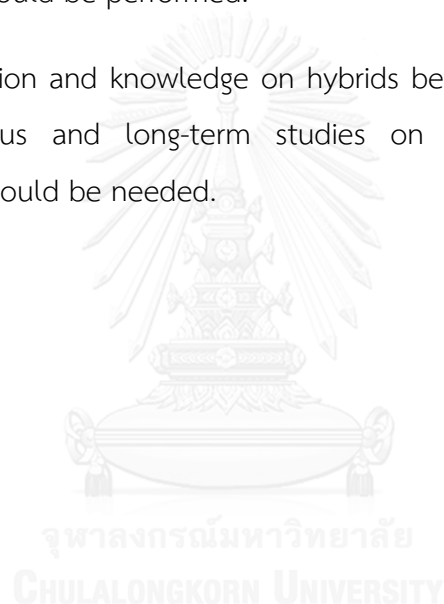 ould be performed.
ion and knowledge on hybrids be
us and long-term studies on
ould be needed.
จุฬาลงกรณ์มหาวิทยาลัย
CHULALONGKORN UNIVERSITY